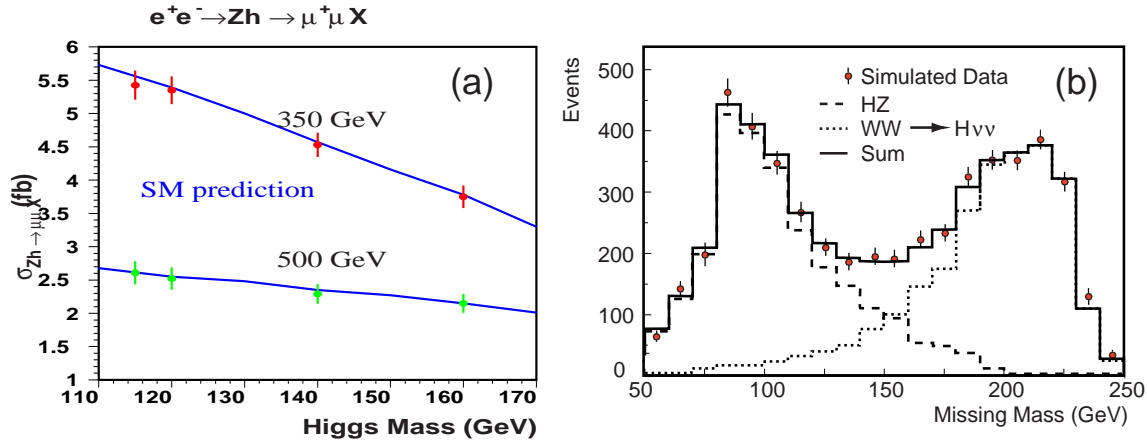 e⁺e⁻→Zh → μ⁺μ X
(a)
350 GeV
SM prediction
500 GeV
σZh→μμX(fb)
6
5.5
5
4.5
4
3.5
3
2.5
2
1.5
1
110 120 130 140 150 160 170
Higgs Mass (GeV)
(b)
Simulated Data
HZ
WW → Hνν
Sum
Events
500
400
300
200
100
0
50 100 150 200 250
Missing Mass (GeV)